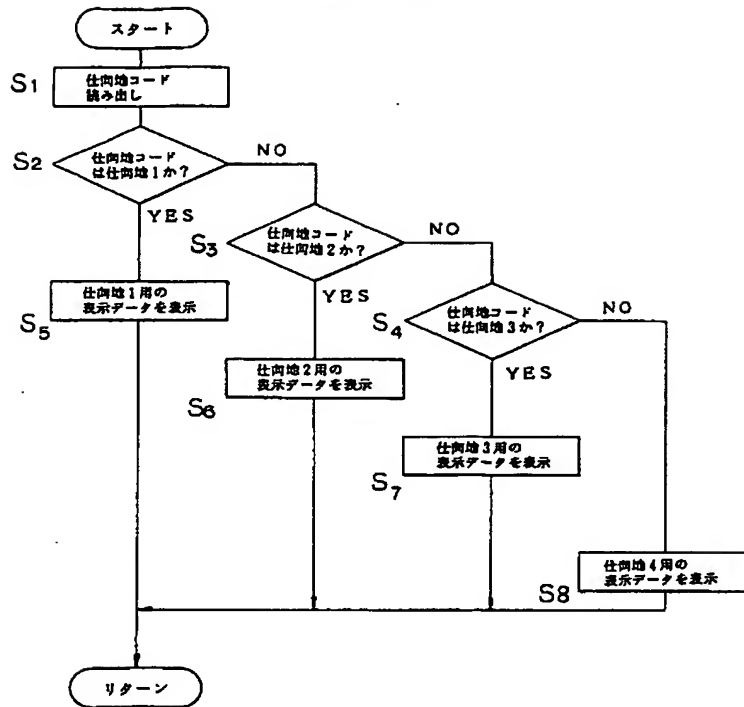 スタート
S1
仕向地コード
読み出し
S2
仕向地コード
は仕向地1か?
NO
YES
S3
仕向地コード
は仕向地2か?
NO
YES
S4
仕向地コード
は仕向地3か?
NO
YES
仕向地1用の
表示データを表示
S5
仕向地2用の
表示データを表示
S6
仕向地3用の
表示データを表示
S7
仕向地4用の
表示データを表示
S8
リターン